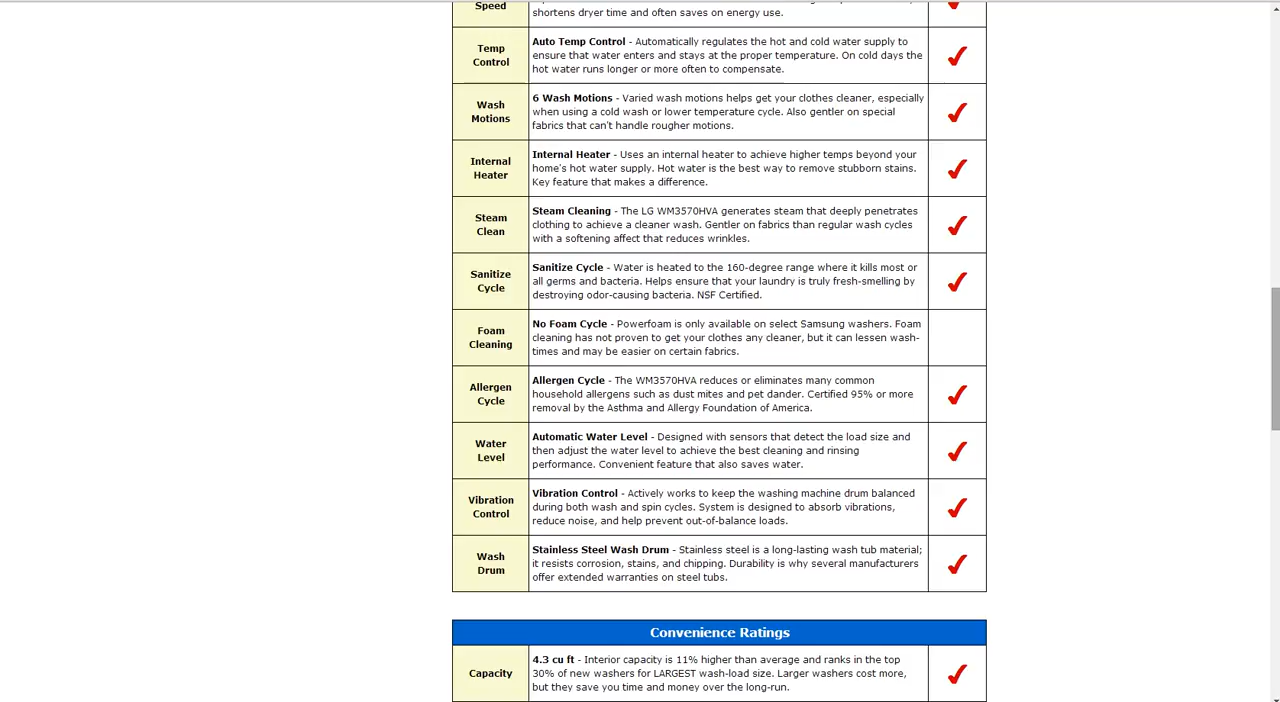 Speed
shortens dryer time and often saves on energy use.
Temp
Control
Auto Temp Control - Automatically regulates the hot and cold water supply to
ensure that water enters and stays at the proper temperature. On cold days the
hot water runs longer or more often to compensate.
Wash
Motions
6 Wash Motions - Varied wash motions helps get your clothes cleaner, especially
when using a cold wash or lower temperature cycle. Also gentler on special
fabrics that can't handle rougher motions.
Internal
Heater
Internal Heater - Uses an internal heater to achieve higher temps beyond your
home's hot water supply. Hot water is the best way to remove stubborn stains.
Key feature that makes a difference.
Steam
Clean
Steam Cleaning - The LG WM3570HVA generates steam that deeply penetrates
clothing to achieve a cleaner wash. Gentler on fabrics than regular wash cycles
with a softening affect that reduces wrinkles.
Sanitize
Cycle
Sanitize Cycle - Water is heated to the 160-degree range where it kills most or
all germs and bacteria. Helps ensure that your laundry is truly fresh-smelling by
destroying odor-causing bacteria. NSF Certified.
Foam
Cleaning
No Foam Cycle - Powerfoam is only available on select Samsung washers. Foam
cleaning has not proven to get your clothes any cleaner, but it can lessen wash-
times and may be easier on certain fabrics.
Allergen
Cycle
Allergen Cycle - The WM3570HVA reduces or eliminates many common
household allergens such as dust mites and pet dander. Certified 95% or more
removal by the Asthma and Allergy Foundation of America.
Water
Level
Automatic Water Level - Designed with sensors that detect the load size and
then adjust the water level to achieve the best cleaning and rinsing
performance. Convenient feature that also saves water.
Vibration
Control
Vibration Control - Actively works to keep the washing machine drum balanced
during both wash and spin cycles. System is designed to absorb vibrations,
reduce noise, and help prevent out-of-balance loads.
Wash
Drum
Stainless Steel Wash Drum - Stainless steel is a long-lasting wash tub material;
it resists corrosion, stains, and chipping. Durability is why several manufacturers
offer extended warranties on steel tubs.
Convenience Ratings
Capacity
4.3 cu ft - Interior capacity is 11% higher than average and ranks in the top
30% of new washers for LARGEST wash-load size. Larger washers cost more,
but they save you time and money over the long-run.